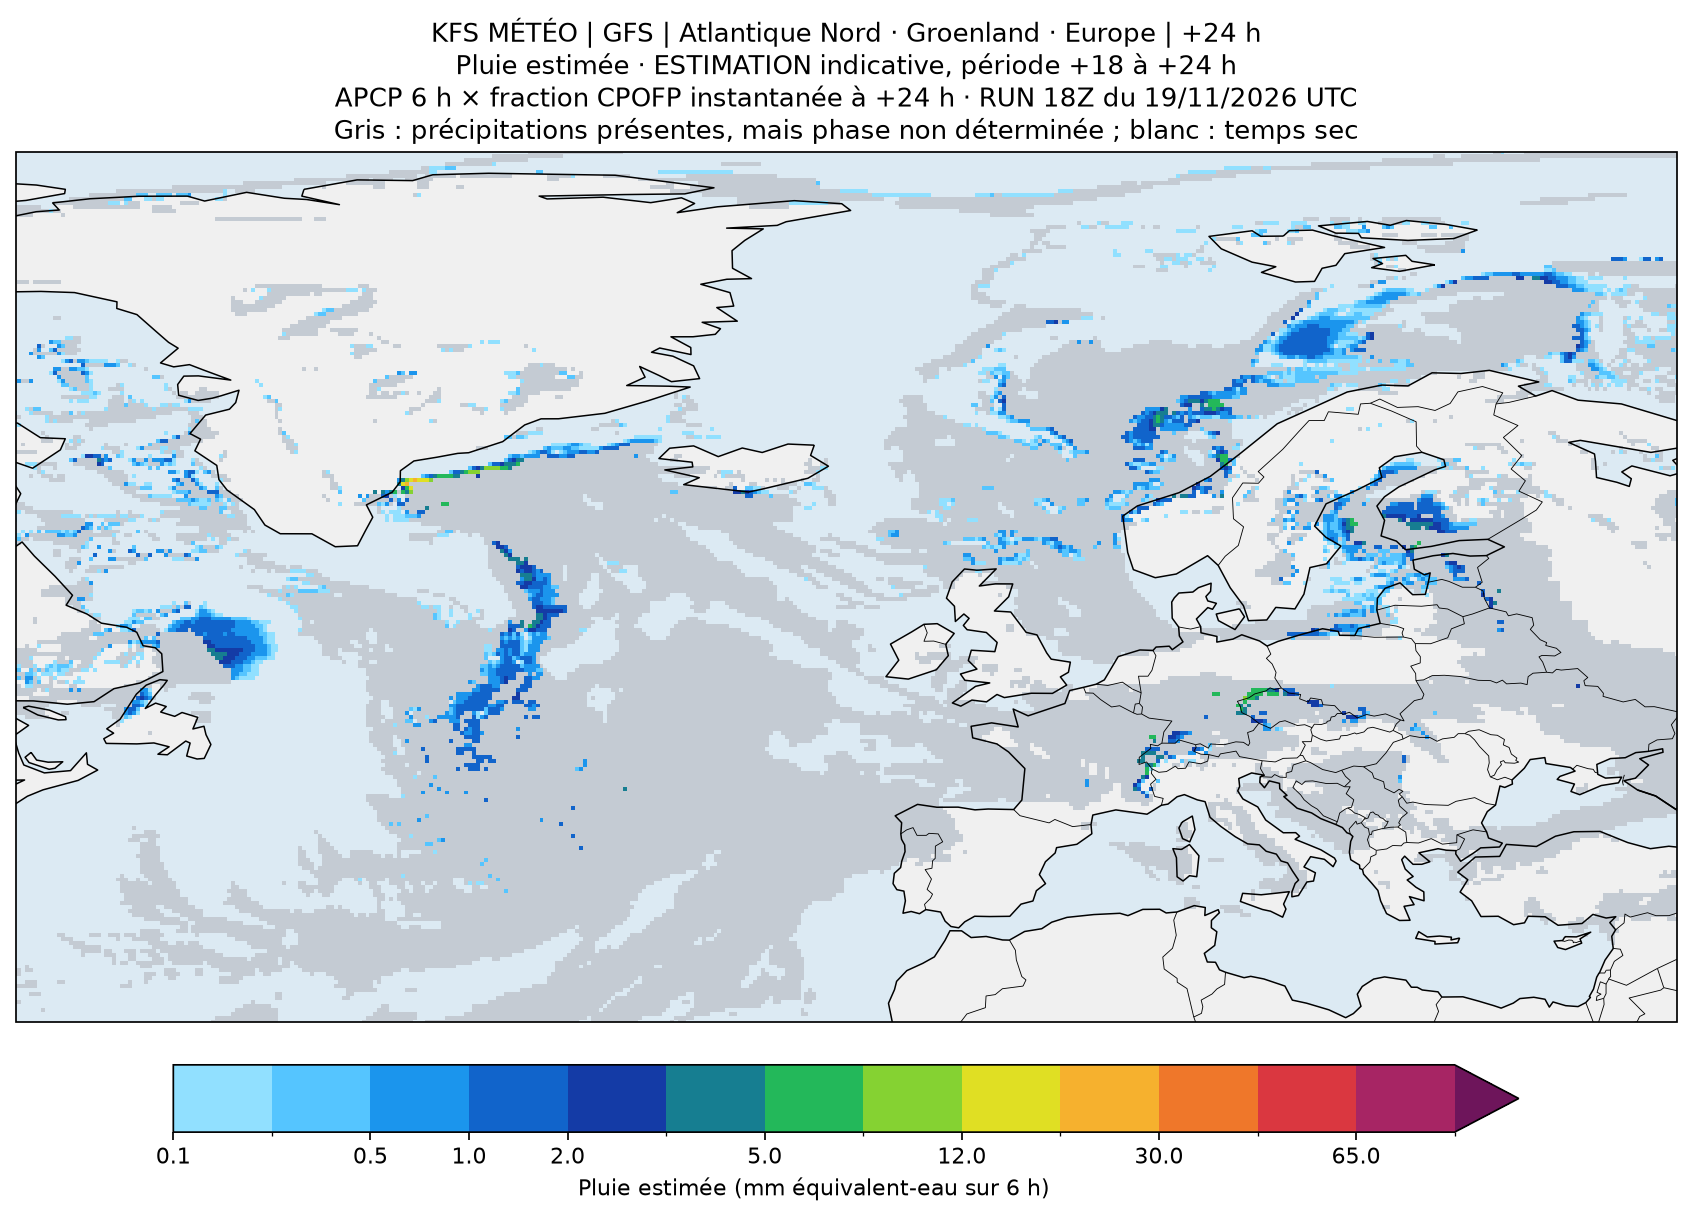 KFS MÉTÉO | GFS | Atlantique Nord · Groenland · Europe | +24 h
Pluie estimée · ESTIMATION indicative, période +18 à +24 h
APCP 6 h × fraction CPOFP instantanée à +24 h · RUN 18Z du 19/11/2026 UTC
Gris : précipitations présentes, mais phase non déterminée ; blanc : temps sec
0.1 0.5 1.0 2.0 5.0 12.0 30.0 65.0
Pluie estimée (mm équivalent-eau sur 6 h)